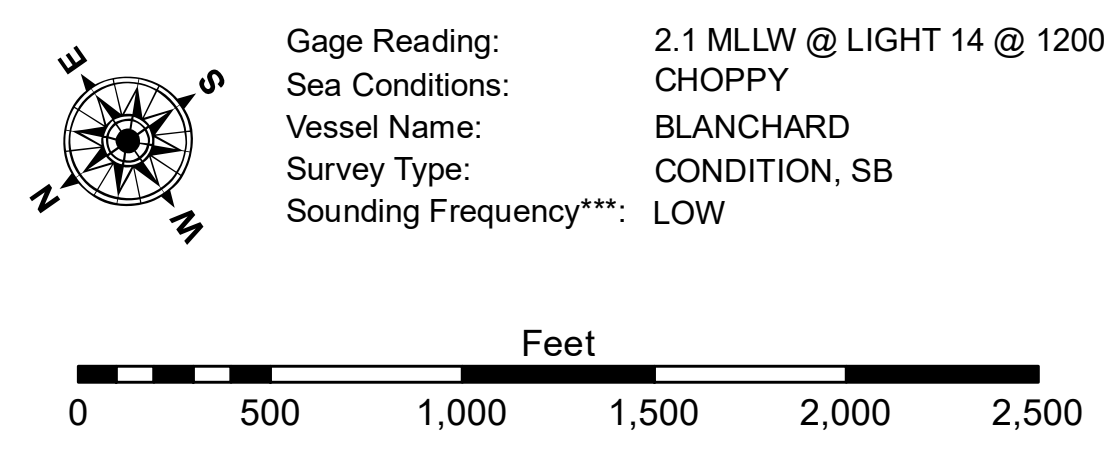 E
S
N
W
Gage Reading: 2.1 MLLW @ LIGHT 14 @ 1200
Sea Conditions: CHOPPY
Vessel Name: BLANCHARD
Survey Type: CONDITION, SB
Sounding Frequency***: LOW
Feet
0 500 1,000 1,500 2,000 2,500